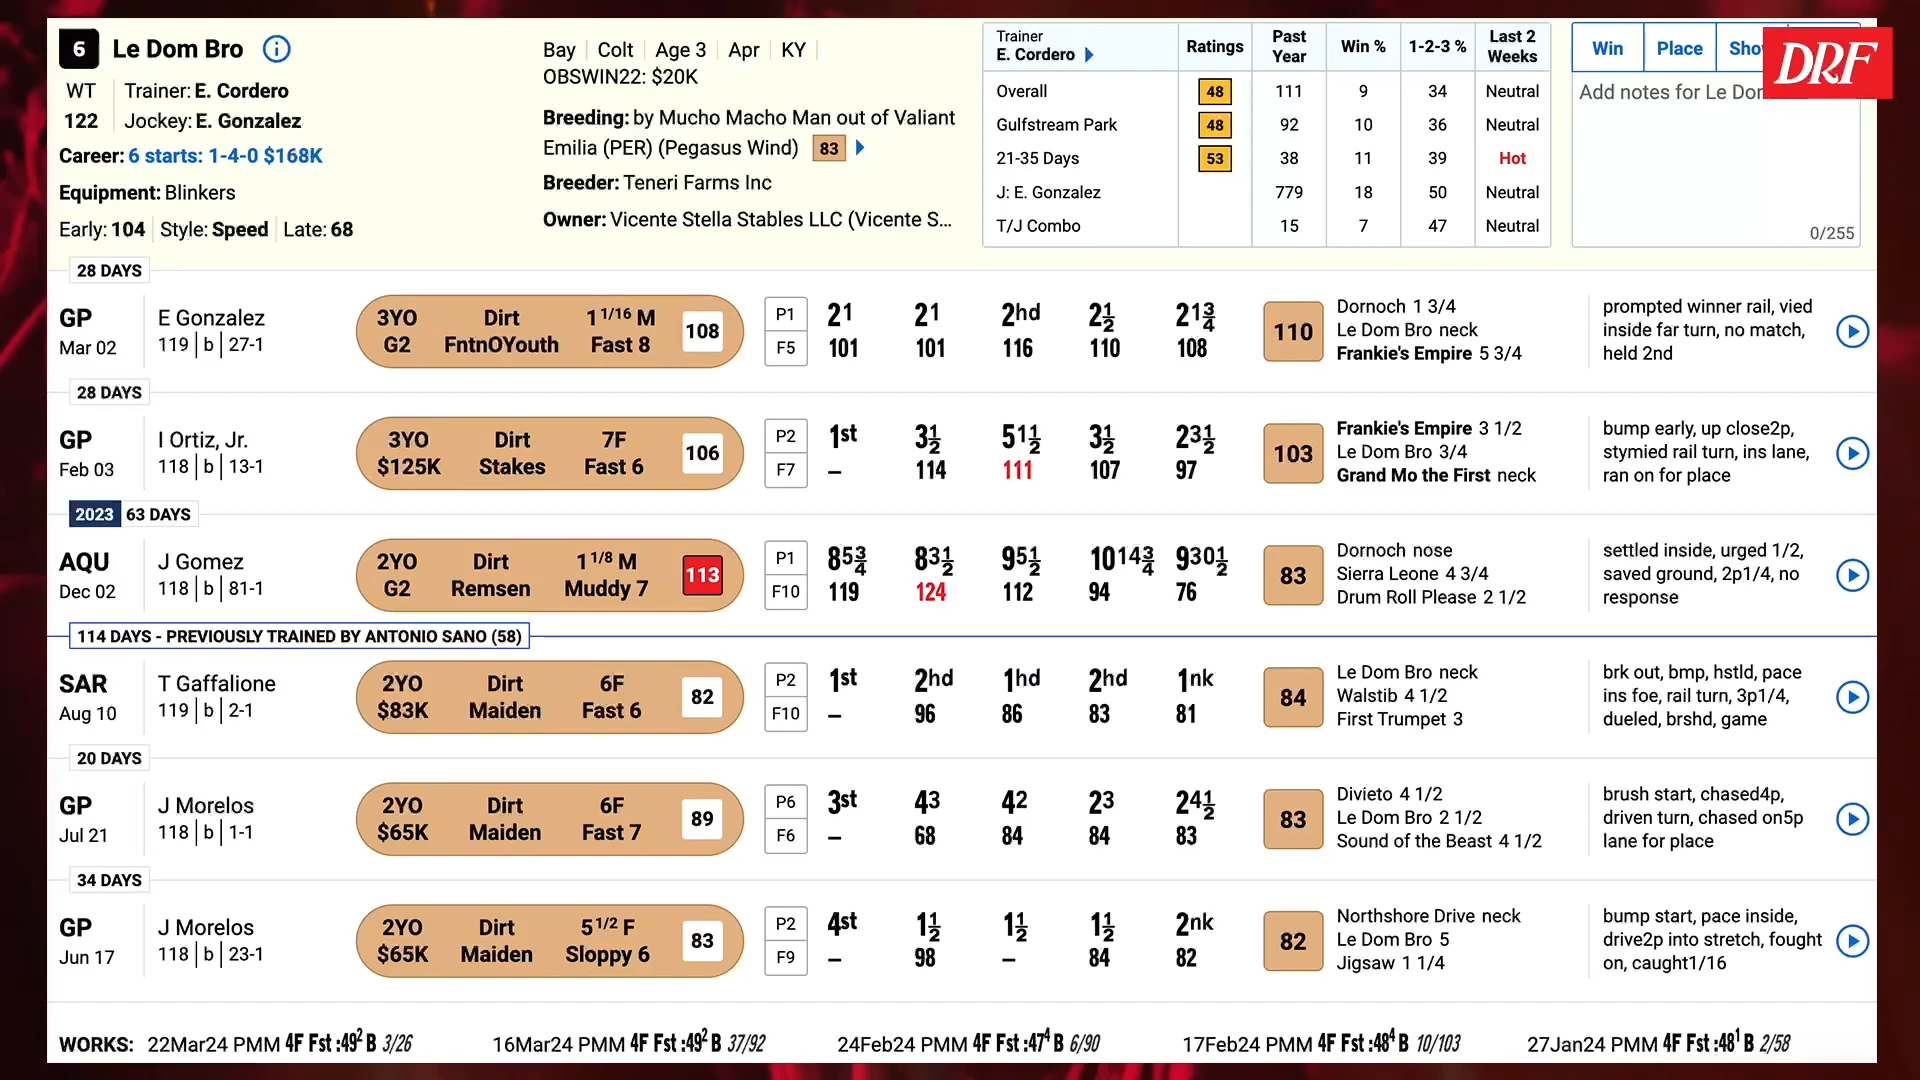 6 Le Dom Bro
WT Trainer: E. Cordero
122 Jockey: E. Gonzalez
Career: 6 starts: 1-4-0 $168K
Equipment: Blinkers
Early: 104 Style: Speed Late: 68
Bay Colt Age 3 Apr KY
OBSWIN22: $20K
Breeding: by Mucho Macho Man out of Valiant
Emilia (PER) (Pegasus Wind) 83
Breeder: Teneri Farms Inc
Owner: Vicente Stella Stables LLC (Vicente S...
Trainer E. Cordero Ratings Past Year Win % 1-2-3 % Last 2 Weeks
Overall 48 111 9 34 Neutral
Gulfstream Park 48 92 10 36 Neutral
21-35 Days 53 38 11 39 Hot
J: E. Gonzalez 779 18 50 Neutral
T/J Combo 15 7 47 Neutral
Win Place Sho
DRF
Add notes for Le Do
0/255
28 DAYS
GP E Gonzalez 3YO Dirt 1 1/16 M 108 P1 2¹ 2¹ 2hd 2½ 2 1¾ 110 Dornoch 1 3/4 prompted winner rail, vied
Mar 02 119 | b | 27-1 G2 FntnOYouth Fast 8 F5 101 101 116 110 108 Le Dom Bro neck inside far turn, no match,
Frankie's Empire 5 3/4 held 2nd
28 DAYS
GP I Ortiz, Jr. 3YO Dirt 7F 106 P2 1st 3½ 5 1½ 3½ 2 3½ 103 Frankie's Empire 3 1/2 bump early, up close2p,
Feb 03 118 | b | 13-1 $125K Stakes Fast 6 F7 – 114 111 107 97 Le Dom Bro 3/4 stymied rail turn, ins lane,
Grand Mo the First neck ran on for place
2023 63 DAYS
AQU J Gomez 2YO Dirt 1 1/8 M 113 P1 8 5¾ 8 3½ 9 5½ 10 14¾ 9 30½ 83 Dornoch nose settled inside, urged 1/2,
Dec 02 118 | b | 81-1 G2 Remsen Muddy 7 F10 119 124 112 94 76 Sierra Leone 4 3/4 saved ground, 2p1/4, no
Drum Roll Please 2 1/2 response
114 DAYS - PREVIOUSLY TRAINED BY ANTONIO SANO (58)
SAR T Gaffalione 2YO Dirt 6F 82 P2 1st 2hd 1hd 2hd 1nk 84 Le Dom Bro neck brk out, bmp, hstld, pace
Aug 10 119 | b | 2-1 $83K Maiden Fast 6 F10 – 96 86 83 81 Walstib 4 1/2 ins foe, rail turn, 3p1/4,
First Trumpet 3 dueled, brshd, game
20 DAYS
GP J Morelos 2YO Dirt 6F 89 P6 3st 4³ 4² 2³ 2 4½ 83 Divieto 4 1/2 brush start, chased4p,
Jul 21 118 | b | 1-1 $65K Maiden Fast 7 F6 – 68 84 84 83 Le Dom Bro 2 1/2 driven turn, chased on5p
Sound of the Beast 4 1/2 lane for place
34 DAYS
GP J Morelos 2YO Dirt 5 1/2 F 83 P2 4st 1½ 1½ 1½ 2nk 82 Northshore Drive neck bump start, pace inside,
Jun 17 118 | b | 23-1 $65K Maiden Sloppy 6 F9 – 98 – 84 82 Le Dom Bro 5 drive2p into stretch, fought
Jigsaw 1 1/4 on, caught1/16
WORKS: 22Mar24 PMM 4F Fst :49² B 3/26 16Mar24 PMM 4F Fst :49² B 37/92 24Feb24 PMM 4F Fst :47⁴ B 6/90 17Feb24 PMM 4F Fst :48⁴ B 10/103 27Jan24 PMM 4F Fst :48¹ B 2/58